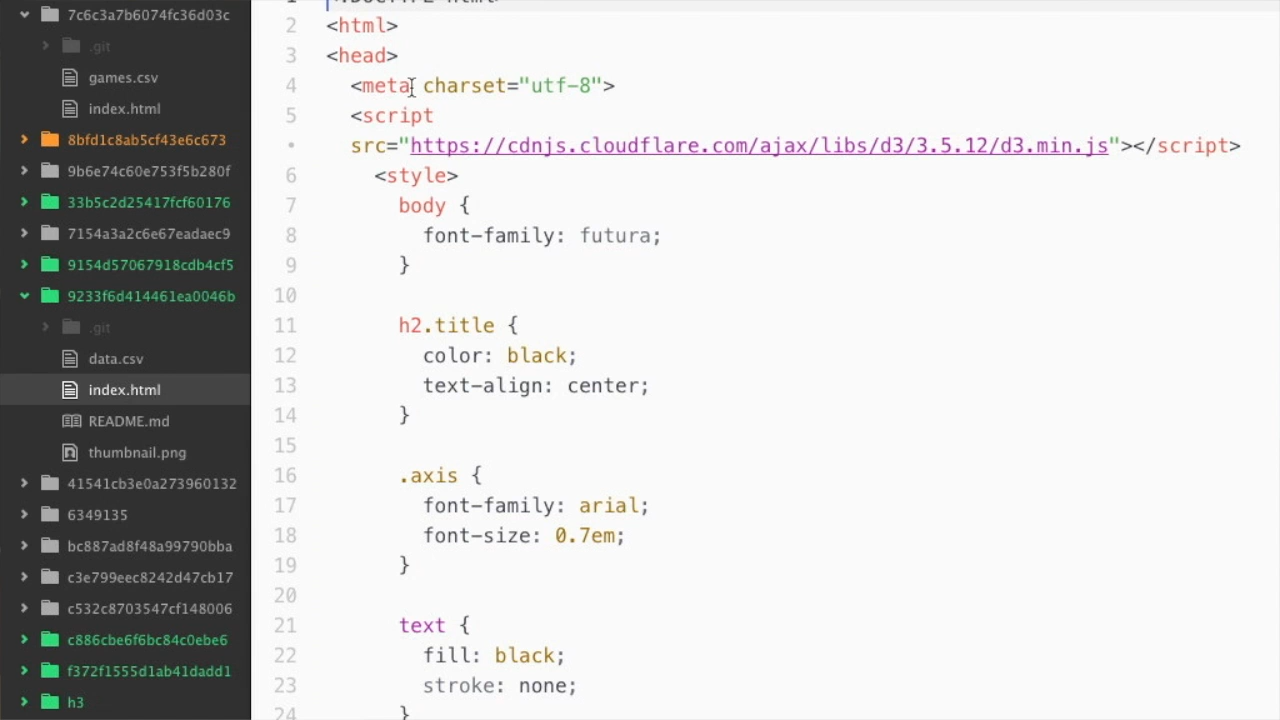 7c6c3a7b6074fc36d03c
.git
games.csv
index.html
8bfd1c8ab5cf43e6c673
9b6e74c60e753f5b280f
33b5c2d25417fcf60176
7154a3a2c6e67eadaec9
9154d57067918cdb4cf5
9233f6d414461ea0046b
.git
data.csv
index.html
README.md
thumbnail.png
41541cb3e0a273960132
6349135
bc887ad8f48a99790bba
c3e799eec8242d47cb17
c532c8703547cf148006
c886cbe6f6bc84c0ebe6
f372f1555d1ab41dadd1
h3
2 <html>
3 <head>
4 <meta charset="utf-8">
5 <script
• src="https://cdnjs.cloudflare.com/ajax/libs/d3/3.5.12/d3.min.js"></script>
6 <style>
7 body {
8 font-family: futura;
9 }
10
11 h2.title {
12 color: black;
13 text-align: center;
14 }
15
16 .axis {
17 font-family: arial;
18 font-size: 0.7em;
19 }
20
21 text {
22 fill: black;
23 stroke: none;
24 }